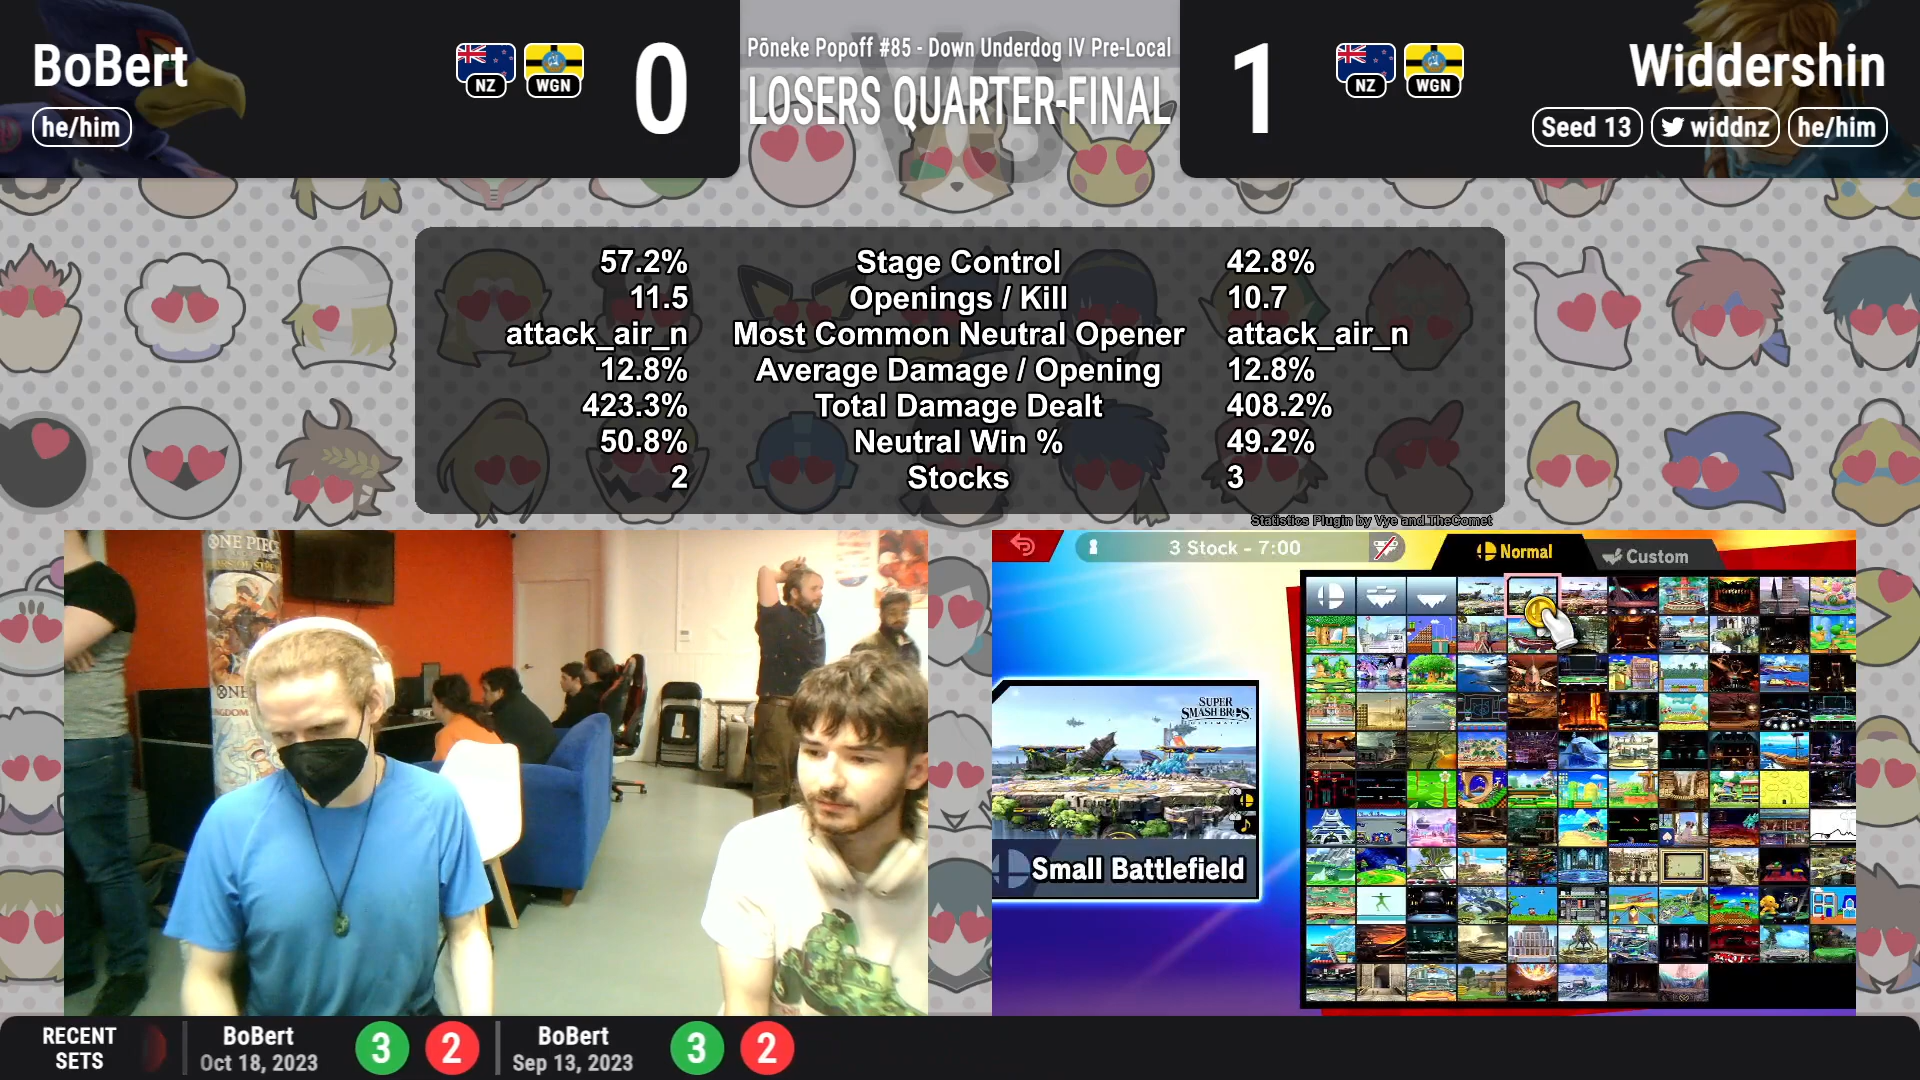 BoBert
he/him
NZ
WGN
0
Pōneke Popoff #85 - Down Underdog IV Pre-Local
LOSERS QUARTER-FINAL
VS
1
NZ
WGN
Widdershin
Seed 13
widdnz
he/him
57.2% Stage Control 42.8%
11.5 Openings / Kill 10.7
attack_air_n Most Common Neutral Opener attack_air_n
12.8% Average Damage / Opening 12.8%
423.3% Total Damage Dealt 408.2%
50.8% Neutral Win % 49.2%
2 Stocks 3
Statistics Plugin by Vye and TheComet
ONE PIECE
3 Stock - 7:00
Normal
Custom
SUPER
SMASH BROS.
ULTIMATE
Small Battlefield
RECENT
SETS
BoBert
Oct 18, 2023
3
2
BoBert
Sep 13, 2023
3
2